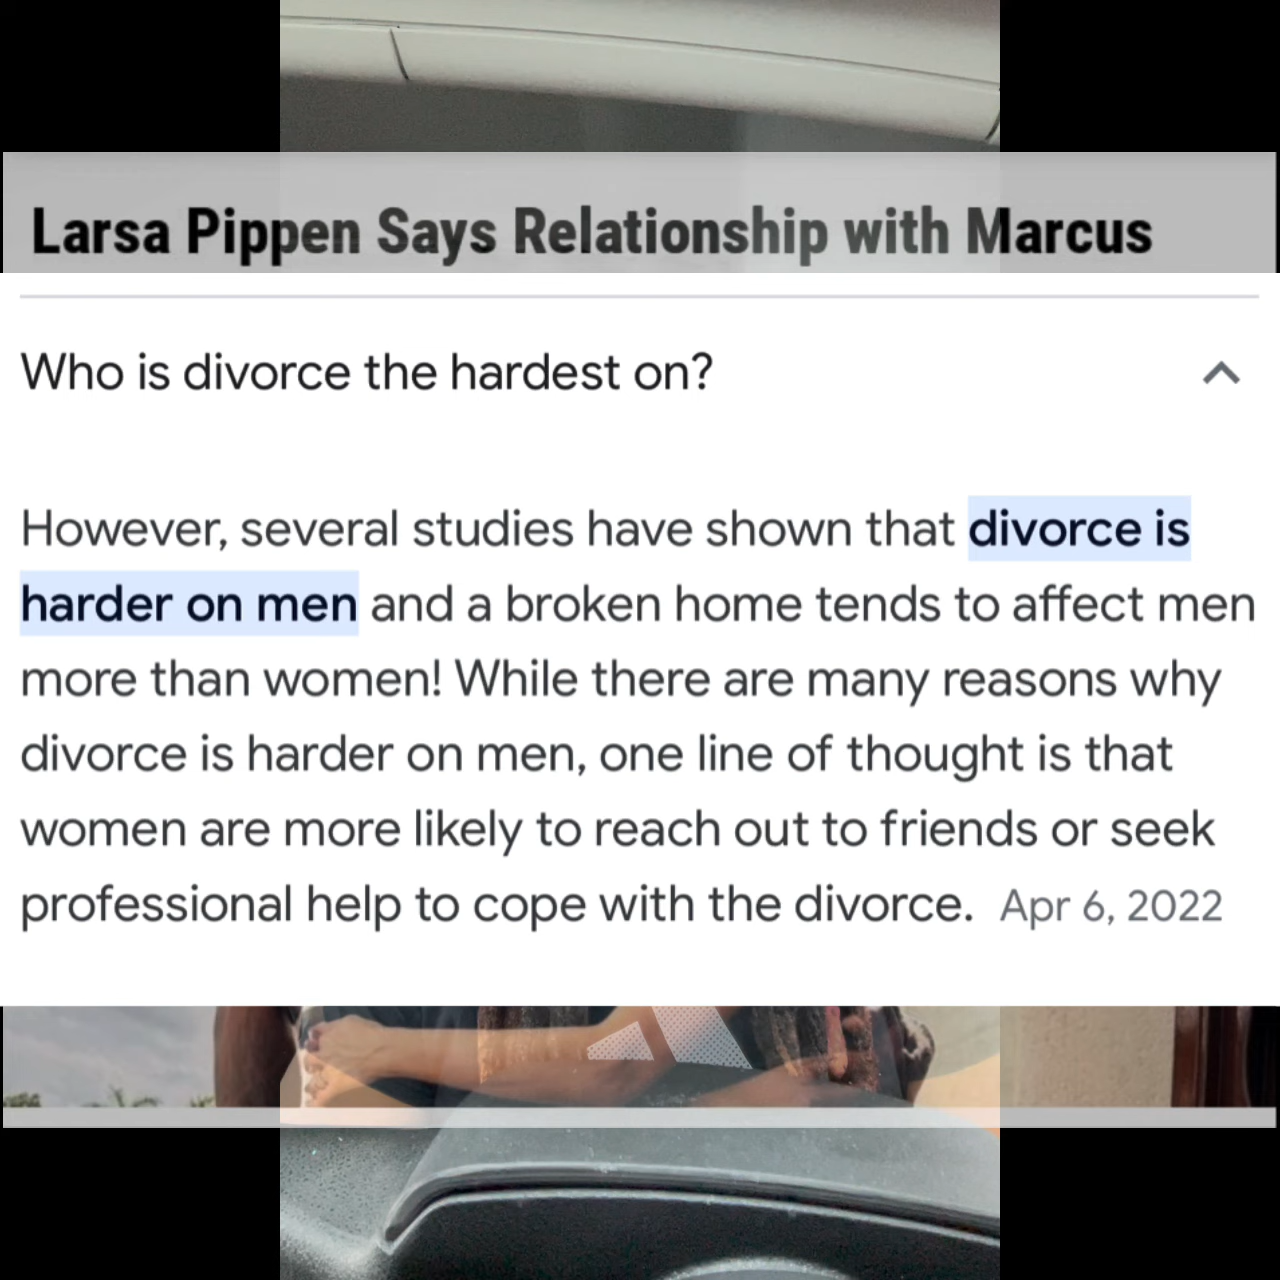 Larsa Pippen Says Relationship with Marcus
Who is divorce the hardest on?
However, several studies have shown that divorce is
harder on men and a broken home tends to affect men
more than women! While there are many reasons why
divorce is harder on men, one line of thought is that
women are more likely to reach out to friends or seek
professional help to cope with the divorce. Apr 6, 2022